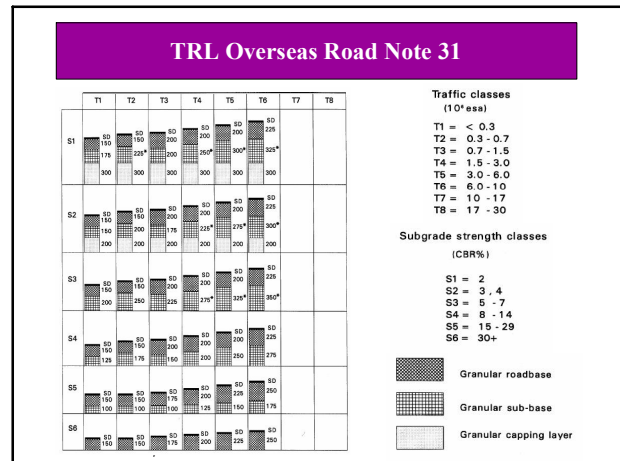 TRL Overseas Road Note 31
T1 T2 T3 T4 T5 T6 T7 T8
S1
SD SD SD SD SD SD
150 150 200 200 200 225
175 225* 200 250* 300* 325*
300 300 300 300 300 300
S2
SD SD SD SD SD SD
150 150 200 200 200 225
150 150 175 225* 275* 300*
200 200 200 200 200 200
S3
SD SD SD SD SD SD
150 150 200 200 200 225
200 250 225 275* 325* 350*
S4
SD SD SD SD SD SD
150 150 200 200 200 225
125 175 150 200 250 275
S5
SD SD SD SD SD SD
150 150 175 200 225 250
100 100 100 125 150 175
S6
SD SD SD SD SD SD
150 150 175 200 225 250
Traffic classes
(10⁶ esa)
T1 = < 0.3
T2 = 0.3 - 0.7
T3 = 0.7 - 1.5
T4 = 1.5 - 3.0
T5 = 3.0 - 6.0
T6 = 6.0 - 10
T7 = 10 - 17
T8 = 17 - 30
Subgrade strength classes
(CBR%)
S1 = 2
S2 = 3 , 4
S3 = 5 - 7
S4 = 8 - 14
S5 = 15 - 29
S6 = 30+
Granular roadbase
Granular sub-base
Granular capping layer